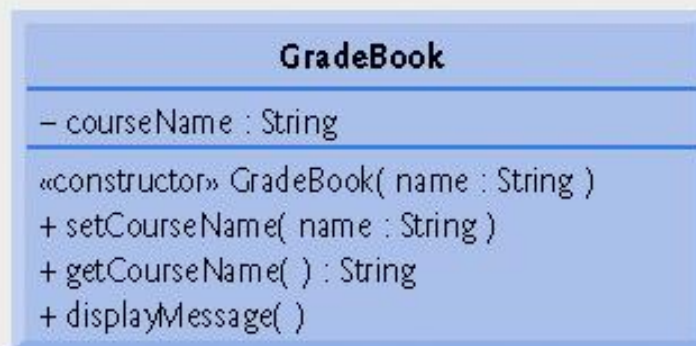 GradeBook
– courseName : String
«constructor» GradeBook( name : String )
+ setCourseName( name : String )
+ getCourseName( ) : String
+ displayMessage( )